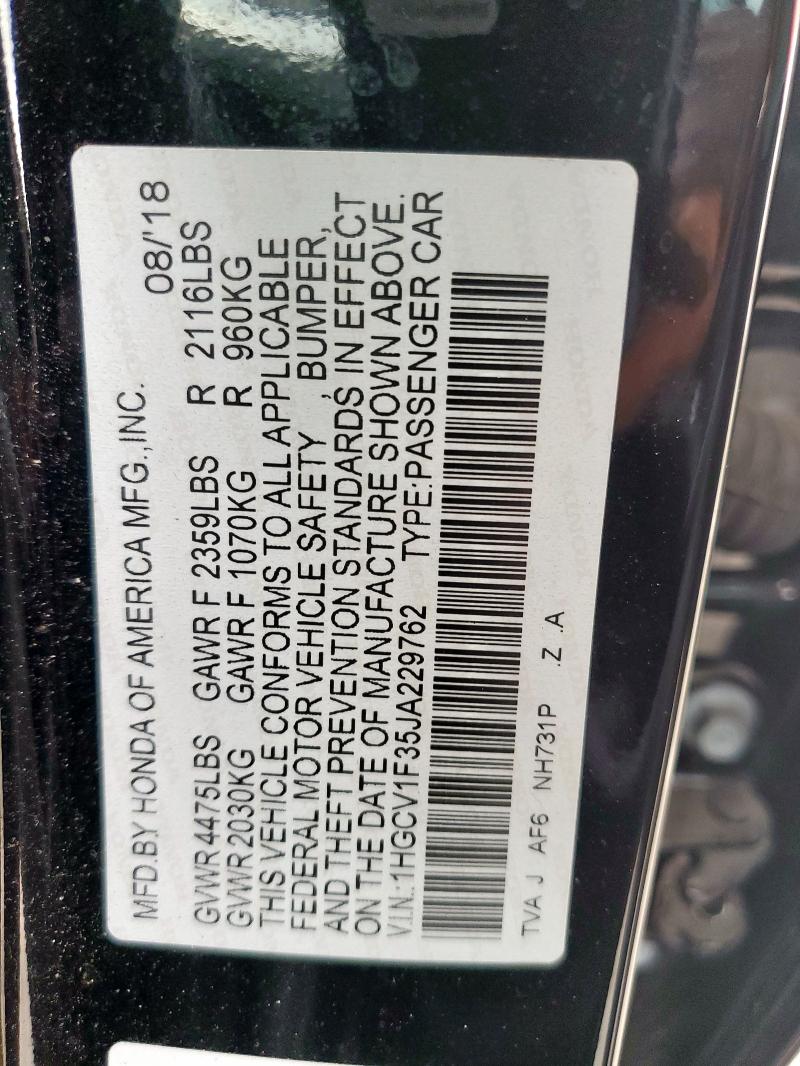 MFD.BY HONDA OF AMERICA MFG.,INC. 08/'18
GVWR 4475LBS GAWR F 2359LBS R 2116LBS
GVWR 2030KG GAWR F 1070KG R 960KG
THIS VEHICLE CONFORMS TO ALL APPLICABLE
FEDERAL MOTOR VEHICLE SAFETY , BUMPER,
AND THEFT PREVENTION STANDARDS IN EFFECT
ON THE DATE OF MANUFACTURE SHOWN ABOVE.
V.I.N.:1HGCV1F35JA229762 TYPE:PASSENGER CAR
TVA J AF6 NH731P .Z .A